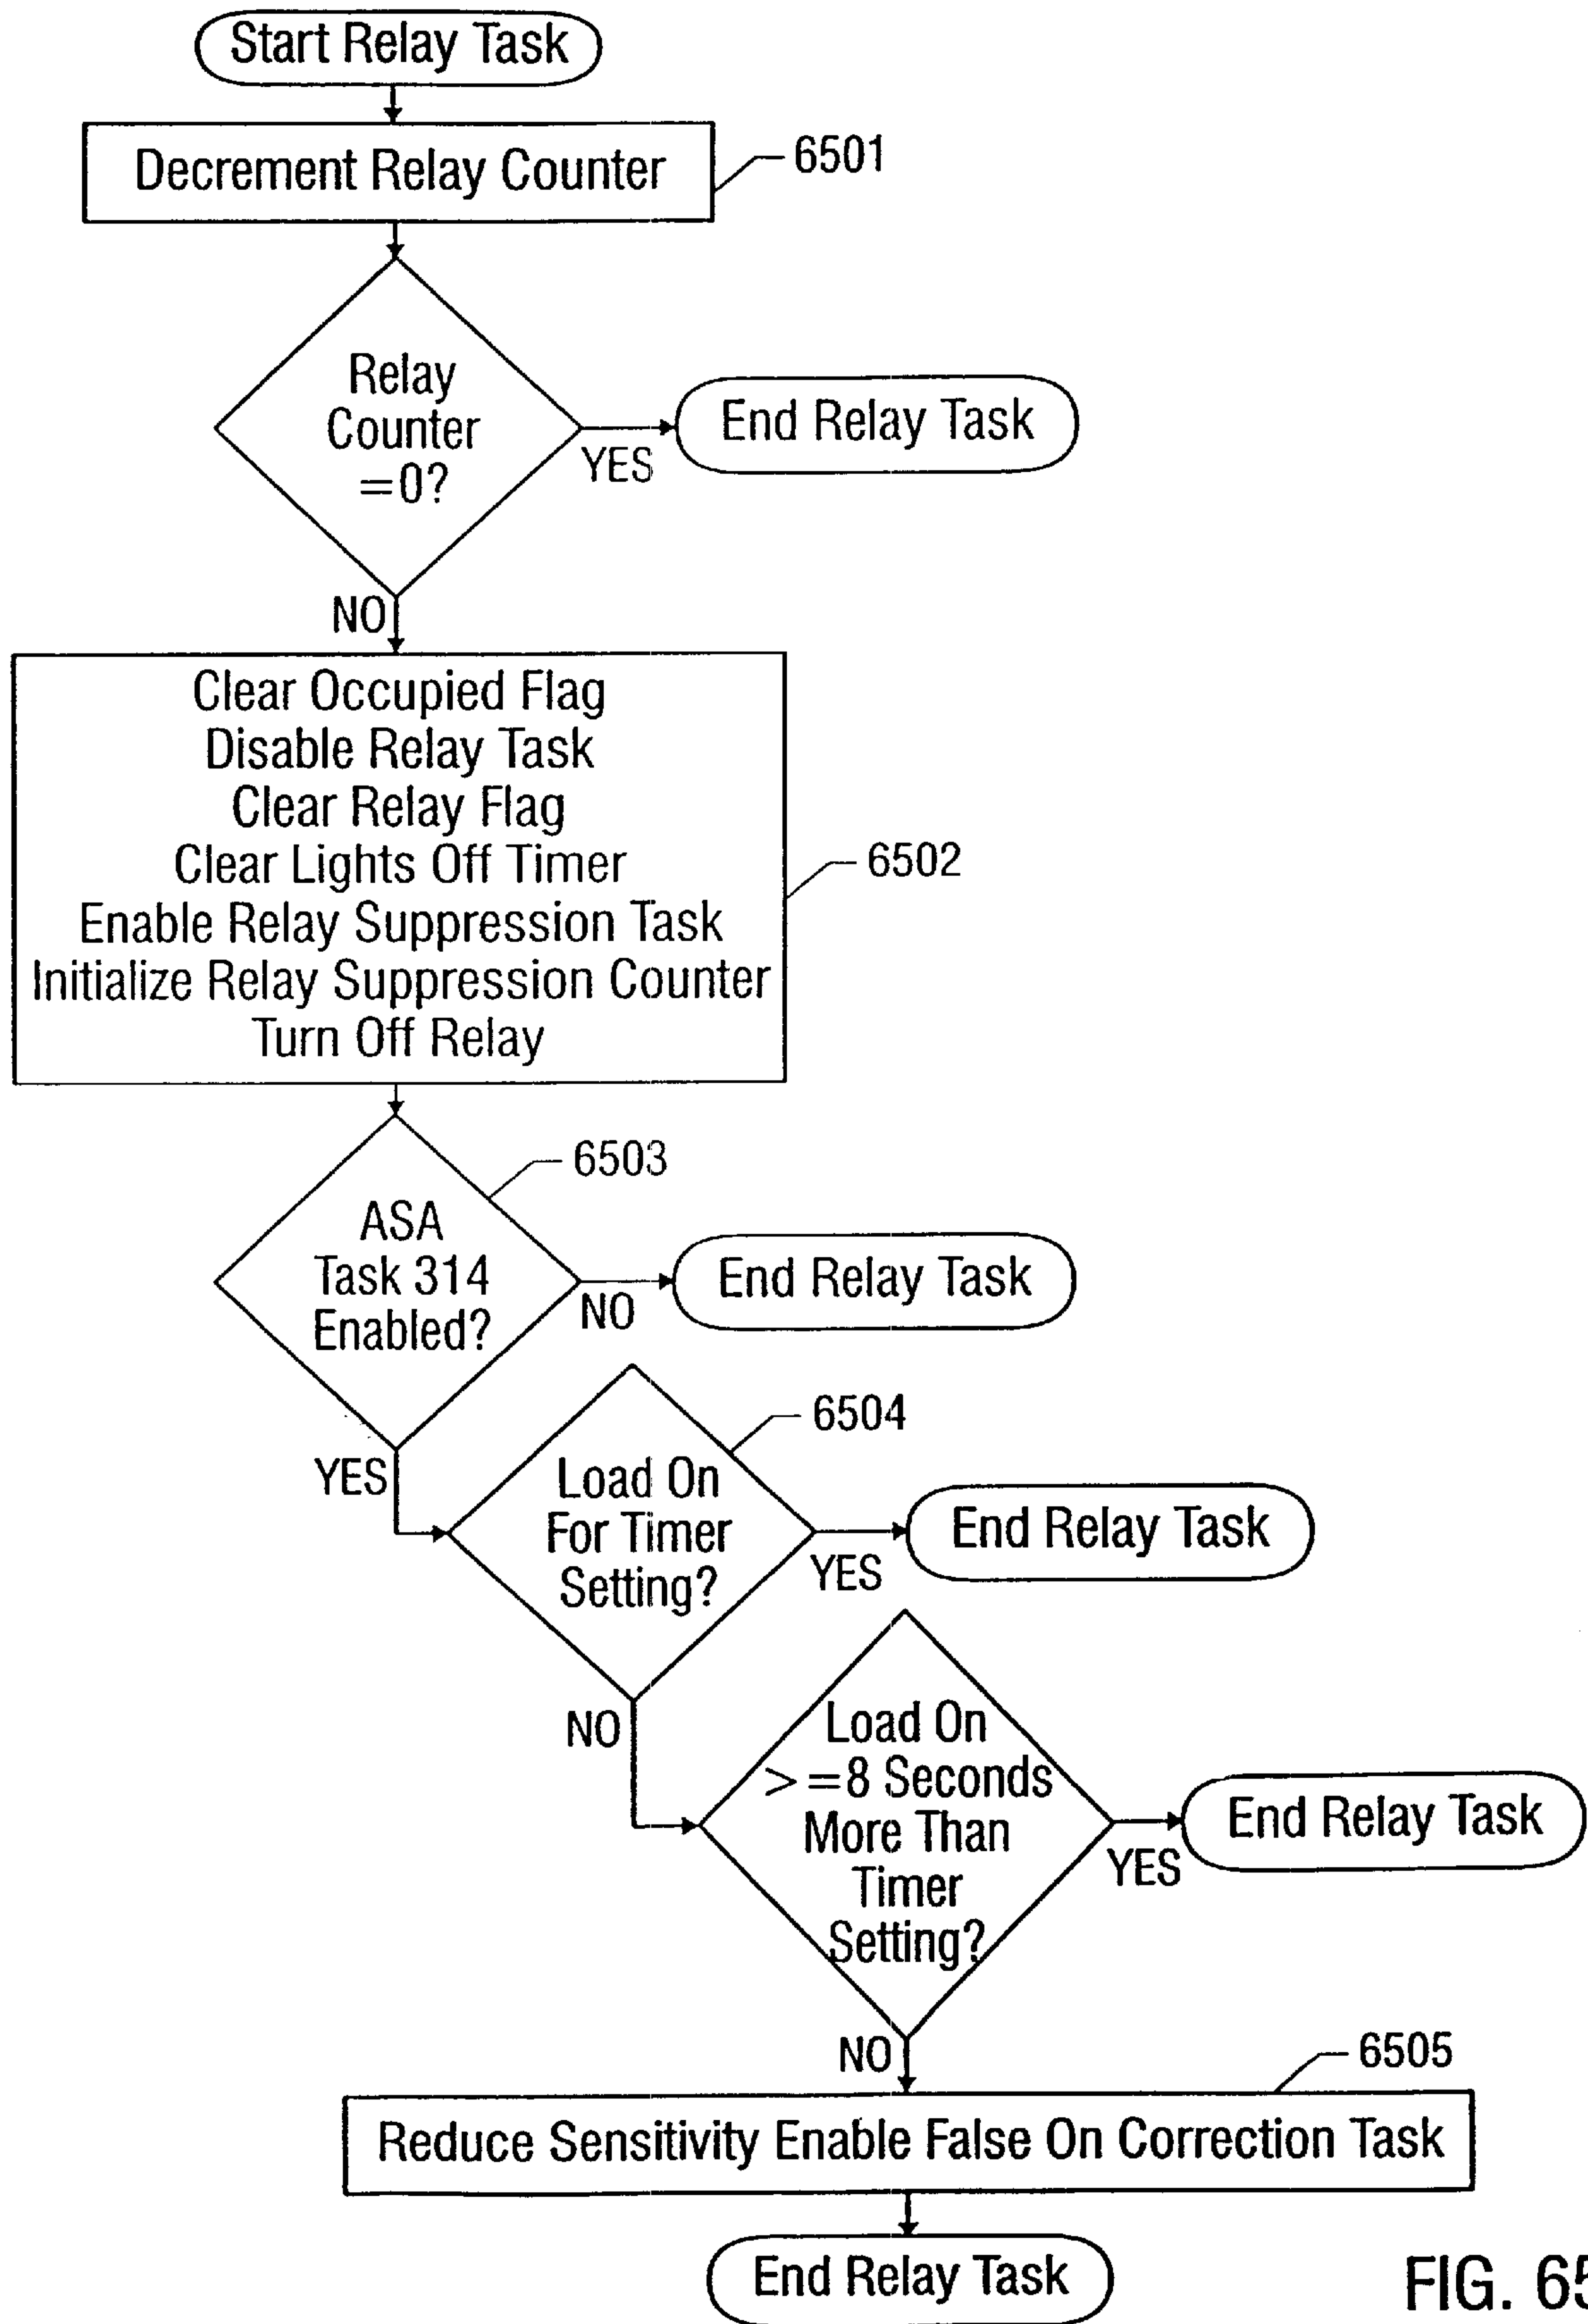 Start Relay Task
Decrement Relay Counter
6501
Relay
Counter
=0?
YES
End Relay Task
NO
Clear Occupied Flag
Disable Relay Task
Clear Relay Flag
Clear Lights Off Timer
Enable Relay Suppression Task
Initialize Relay Suppression Counter
Turn Off Relay
6502
6503
ASA
Task 314
Enabled?
NO
End Relay Task
YES
6504
Load On
For Timer
Setting?
YES
End Relay Task
NO
Load On
>=8 Seconds
More Than
Timer
Setting?
YES
End Relay Task
NO
6505
Reduce Sensitivity Enable False On Correction Task
End Relay Task
FIG. 65